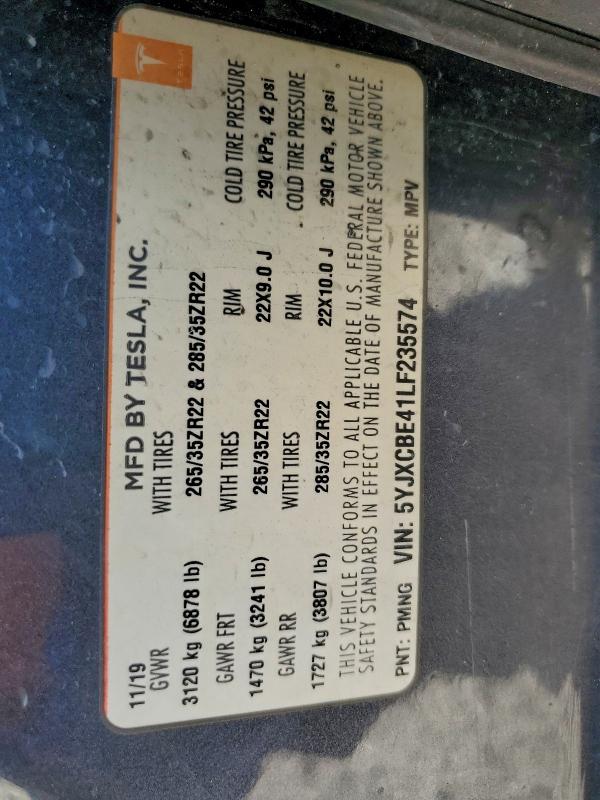 TESLA
11/19 MFD BY TESLA, INC.
GVWR WITH TIRES
3120 kg (6878 lb) 265/35ZR22 & 285/35ZR22
GAWR FRT WITH TIRES RIM COLD TIRE PRESSURE
1470 kg (3241 lb) 265/35ZR22 22X9.0 J 290 kPa, 42 psi
GAWR RR WITH TIRES RIM COLD TIRE PRESSURE
1727 kg (3807 lb) 285/35ZR22 22X10.0 J 290 kPa, 42 psi
THIS VEHICLE CONFORMS TO ALL APPLICABLE U.S. FEDERAL MOTOR VEHICLE
SAFETY STANDARDS IN EFFECT ON THE DATE OF MANUFACTURE SHOWN ABOVE.
PNT: PMNG VIN: 5YJXCBE41LF235574 TYPE: MPV